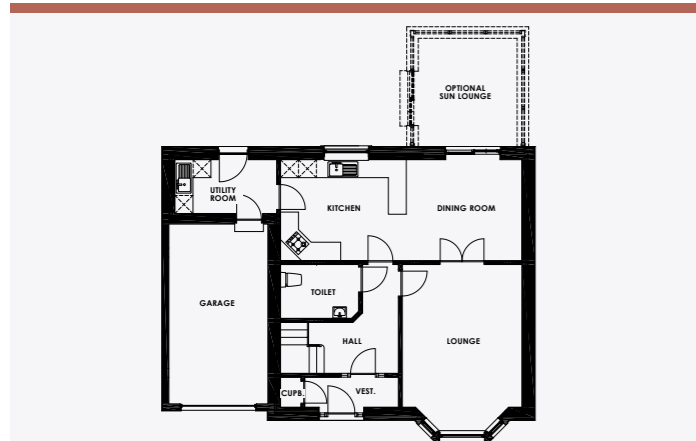 OPTIONAL
SUN LOUNGE
UTILITY
ROOM
KITCHEN
DINING ROOM
GARAGE
TOILET
HALL
LOUNGE
CUPB.
VEST.